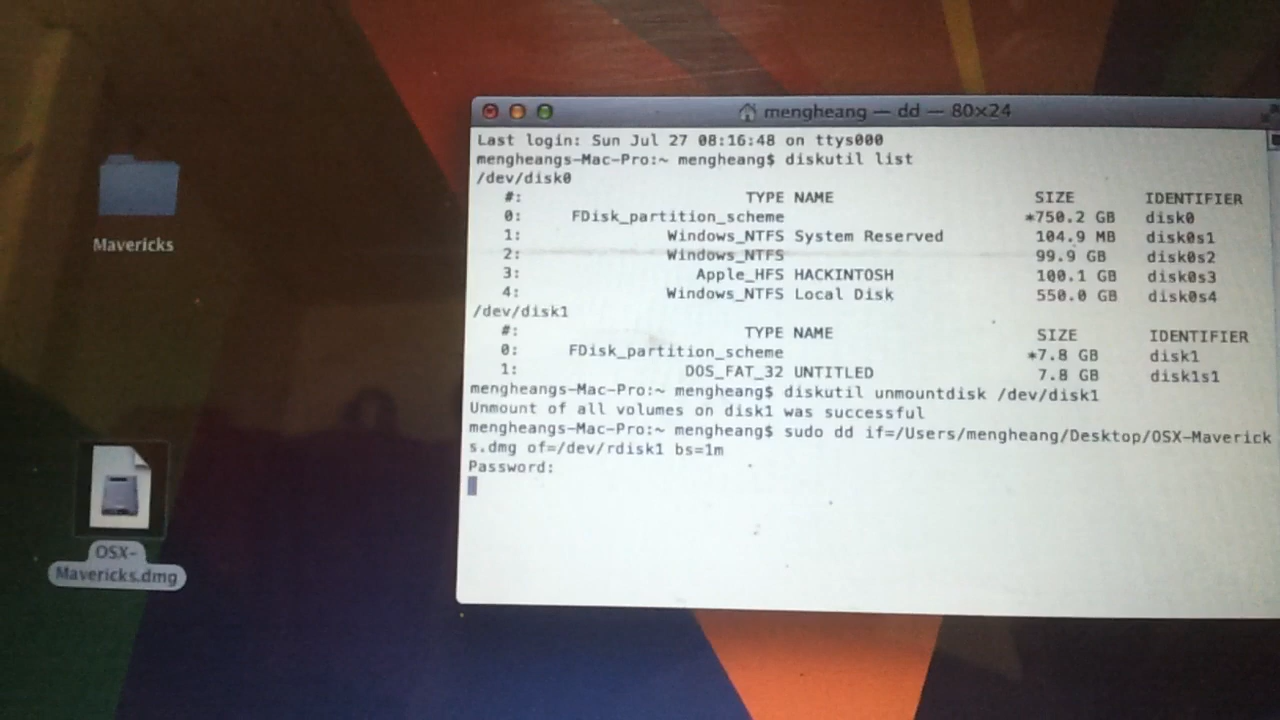 mengheang — dd — 80×24
Last login: Sun Jul 27 08:16:48 on ttys000
mengheangs-Mac-Pro:~ mengheang$ diskutil list
/dev/disk0
#: TYPE NAME SIZE IDENTIFIER
0: FDisk_partition_scheme *750.2 GB disk0
1: Windows_NTFS System Reserved 104.9 MB disk0s1
2: Windows_NTFS 99.9 GB disk0s2
3: Apple_HFS HACKINTOSH 100.1 GB disk0s3
4: Windows_NTFS Local Disk 550.0 GB disk0s4
/dev/disk1
#: TYPE NAME SIZE IDENTIFIER
0: FDisk_partition_scheme *7.8 GB disk1
1: DOS_FAT_32 UNTITLED 7.8 GB disk1s1
mengheangs-Mac-Pro:~ mengheang$ diskutil unmountdisk /dev/disk1
Unmount of all volumes on disk1 was successful
mengheangs-Mac-Pro:~ mengheang$ sudo dd if=/Users/mengheang/Desktop/OSX-Maverick
s.dmg of=/dev/rdisk1 bs=1m
Password:
Mavericks
OSX-
Mavericks.dmg